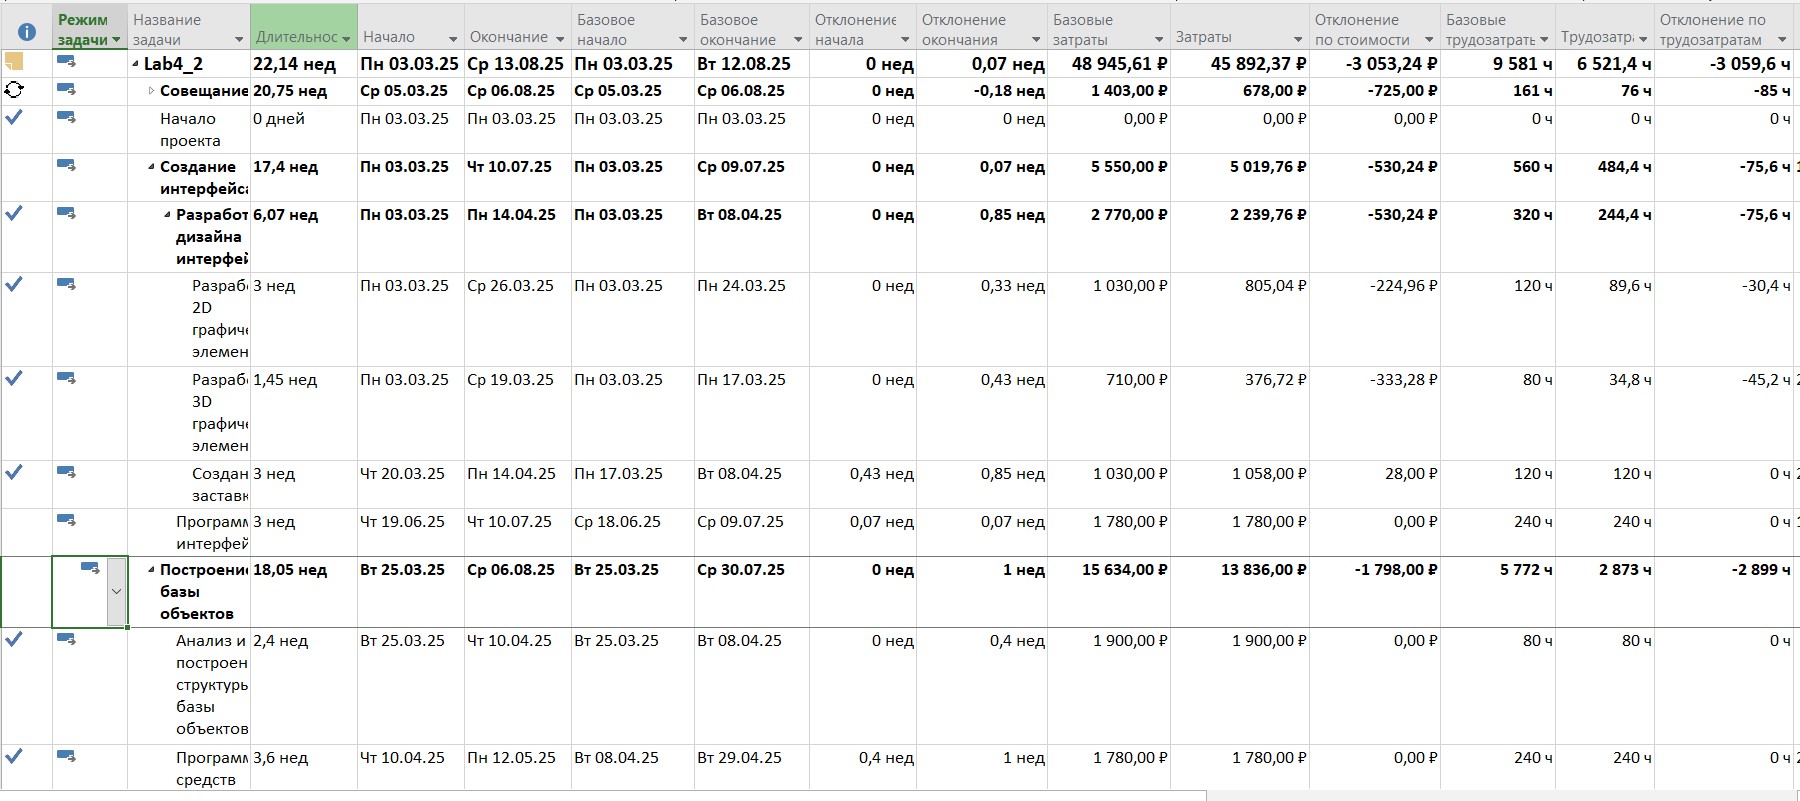 Режим задачи Название задачи Длительнос Начало Окончание Базовое начало Базовое окончание Отклонение начала Отклонение окончания Базовые затраты Затраты Отклонение по стоимости Базовые трудозатраты Трудозатра Отклонение по трудозатратам
Lab4_2 22,14 нед Пн 03.03.25 Ср 13.08.25 Пн 03.03.25 Вт 12.08.25 0 нед 0,07 нед 48 945,61 ₽ 45 892,37 ₽ -3 053,24 ₽ 9 581 ч 6 521,4 ч -3 059,6 ч
Совещание 20,75 нед Ср 05.03.25 Ср 06.08.25 Ср 05.03.25 Ср 06.08.25 0 нед -0,18 нед 1 403,00 ₽ 678,00 ₽ -725,00 ₽ 161 ч 76 ч -85 ч
Начало 0 дней Пн 03.03.25 Пн 03.03.25 Пн 03.03.25 Пн 03.03.25 0 нед 0 нед 0,00 ₽ 0,00 ₽ 0,00 ₽ 0 ч 0 ч 0 ч
проекта
Создание 17,4 нед Пн 03.03.25 Чт 10.07.25 Пн 03.03.25 Ср 09.07.25 0 нед 0,07 нед 5 550,00 ₽ 5 019,76 ₽ -530,24 ₽ 560 ч 484,4 ч -75,6 ч 1
интерфейса
Разработ 6,07 нед Пн 03.03.25 Пн 14.04.25 Пн 03.03.25 Вт 08.04.25 0 нед 0,85 нед 2 770,00 ₽ 2 239,76 ₽ -530,24 ₽ 320 ч 244,4 ч -75,6 ч
дизайна
интерфей
Разраб 3 нед Пн 03.03.25 Ср 26.03.25 Пн 03.03.25 Пн 24.03.25 0 нед 0,33 нед 1 030,00 ₽ 805,04 ₽ -224,96 ₽ 120 ч 89,6 ч -30,4 ч
2D
графиче
элемен
Разраб 1,45 нед Пн 03.03.25 Ср 19.03.25 Пн 03.03.25 Пн 17.03.25 0 нед 0,43 нед 710,00 ₽ 376,72 ₽ -333,28 ₽ 80 ч 34,8 ч -45,2 ч 2
3D
графиче
элемен
Создан 3 нед Чт 20.03.25 Пн 14.04.25 Пн 17.03.25 Вт 08.04.25 0,43 нед 0,85 нед 1 030,00 ₽ 1 058,00 ₽ 28,00 ₽ 120 ч 120 ч 0 ч 2
заставк
Програм 3 нед Чт 19.06.25 Чт 10.07.25 Ср 18.06.25 Ср 09.07.25 0,07 нед 0,07 нед 1 780,00 ₽ 1 780,00 ₽ 0,00 ₽ 240 ч 240 ч 0 ч 1
интерфей
Построение 18,05 нед Вт 25.03.25 Ср 06.08.25 Вт 25.03.25 Ср 30.07.25 0 нед 1 нед 15 634,00 ₽ 13 836,00 ₽ -1 798,00 ₽ 5 772 ч 2 873 ч -2 899 ч
базы
объектов
Анализ и 2,4 нед Вт 25.03.25 Чт 10.04.25 Вт 25.03.25 Вт 08.04.25 0 нед 0,4 нед 1 900,00 ₽ 1 900,00 ₽ 0,00 ₽ 80 ч 80 ч 0 ч
построен
структуры
базы
объектов
Програм 3,6 нед Чт 10.04.25 Пн 12.05.25 Вт 08.04.25 Вт 29.04.25 0,4 нед 1 нед 1 780,00 ₽ 1 780,00 ₽ 0,00 ₽ 240 ч 240 ч 0 ч 2
средств